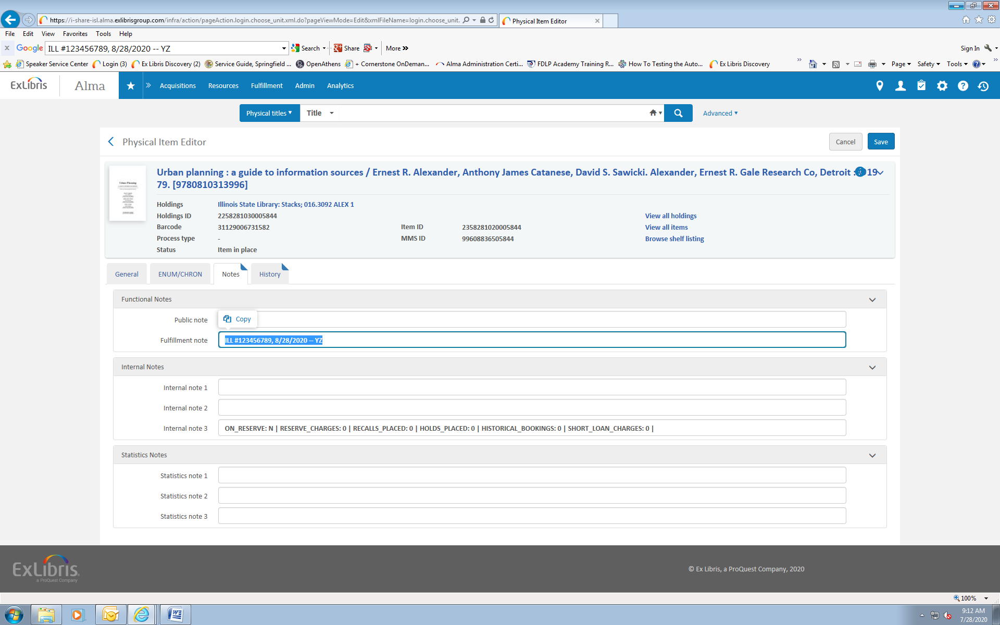 https://i-share-isl.alma.exlibrisgroup.com/infra/action/pageAction.login.choose_unit.xml.do?pageViewMode=Edit&xmlFileName=login.choose_unit.
Physical Item Editor
File Edit View Favorites Tools Help
x Google ILL #123456789, 8/28/2020 -- YZ Search Share More » Sign In
Speaker Service Center Login (3) Ex Libris Discovery (2) Service Guide, Springfield ... OpenAthens + Cornerstone OnDeman... Alma Administration Certi... FDLP Academy Training R... How To Testing the Auto... Ex Libris Discovery » Page Safety Tools »
ExLibris Alma » Acquisitions Resources Fulfillment Admin Analytics
Physical titles Title Advanced
Physical Item Editor Cancel Save
Urban planning : a guide to information sources / Ernest R. Alexander, Anthony James Catanese, David S. Sawicki. Alexander, Ernest R. Gale Research Co, Detroit : 19
79. [9780810313996]
Urban Planning
Holdings Illinois State Library: Stacks; 016.3092 ALEX 1
Holdings ID 2258281030005844 View all holdings
Barcode 31129006731582 Item ID 2358281020005844 View all items
Process type - MMS ID 99608836505844 Browse shelf listing
Status Item in place
General ENUM/CHRON Notes History
Functional Notes
Public note Copy
Fulfillment note ILL #123456789, 8/28/2020 -- YZ
Internal Notes
Internal note 1
Internal note 2
Internal note 3 ON_RESERVE: N | RESERVE_CHARGES: 0 | RECALLS_PLACED: 0 | HOLDS_PLACED: 0 | HISTORICAL_BOOKINGS: 0 | SHORT_LOAN_CHARGES: 0 |
Statistics Notes
Statistics note 1
Statistics note 2
Statistics note 3
ExLibris
a ProQuest Company
© Ex Libris, a ProQuest Company, 2020
100%
9:12 AM
7/28/2020